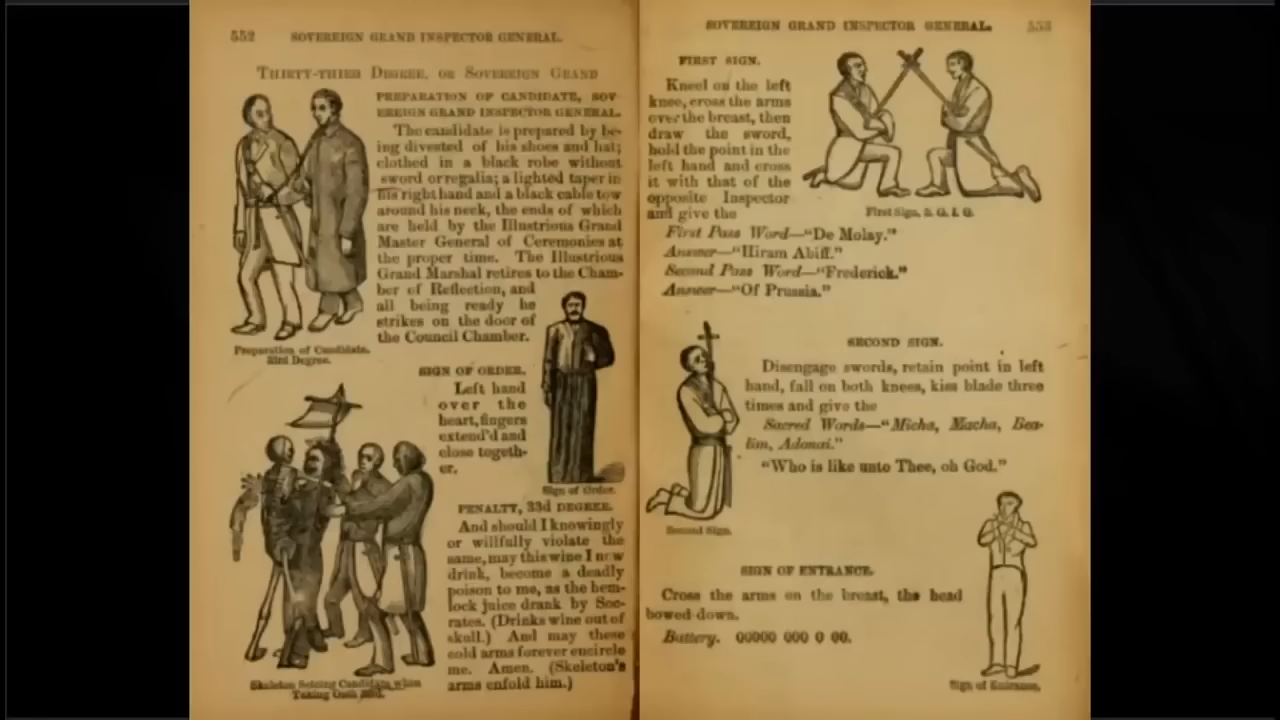 552 SOVEREIGN GRAND INSPECTOR GENERAL.
THIRTY-THIRD DEGREE, OR SOVEREIGN GRAND
PREPARATION OF CANDIDATE, SOV-
EREIGN GRAND INSPECTOR GENERAL.
The candidate is prepared by be-
ing divested of his shoes and hat;
clothed in a black robe without
sword or regalia; a lighted taper in
his right hand and a black cable tow
around his neck, the ends of which
are held by the Illustrious Grand
Master General of Ceremonies at
the proper time. The Illustrious
Grand Marshal retires to the Cham-
ber of Reflection, and
all being ready he
strikes on the door of
the Council Chamber.
Preparation of Candidate,
33rd Degree.
SIGN OF ORDER.
Left hand
over the
heart, fingers
extend'd and
close togeth-
er.
Sign of Order.
PENALTY, 33d DEGREE.
And should I knowingly
or willfully violate the
same, may this wine I now
drink, become a deadly
poison to me, as the hem-
lock juice drank by Soc-
rates. (Drinks wine out of
skull.) And may these
cold arms forever encircle
me. Amen. (Skeleton's
arms enfold him.)
Skeleton Seizing Candidate when
Taking Oath 33d.
SOVEREIGN GRAND INSPECTOR GENERAL. 553
FIRST SIGN.
Kneel on the left
knee, cross the arms
over the breast, then
draw the sword,
hold the point in the
left hand and cross
it with that of the
opposite Inspector
and give the
First Sign, S. G. I. G.
First Pass Word—"De Molay."
Answer—"Hiram Abiff."
Second Pass Word—"Frederick."
Answer—"Of Prussia."
SECOND SIGN.
Disengage swords, retain point in left
hand, fall on both knees, kiss blade three
times and give the
Sacred Words—"Micha, Macha, Bea-
lim, Adonai."
"Who is like unto Thee, oh God."
Second Sign.
SIGN OF ENTRANCE.
Cross the arms on the breast, the head
bowed down.
Battery. 00000 000 0 00.
Sign of Entrance.